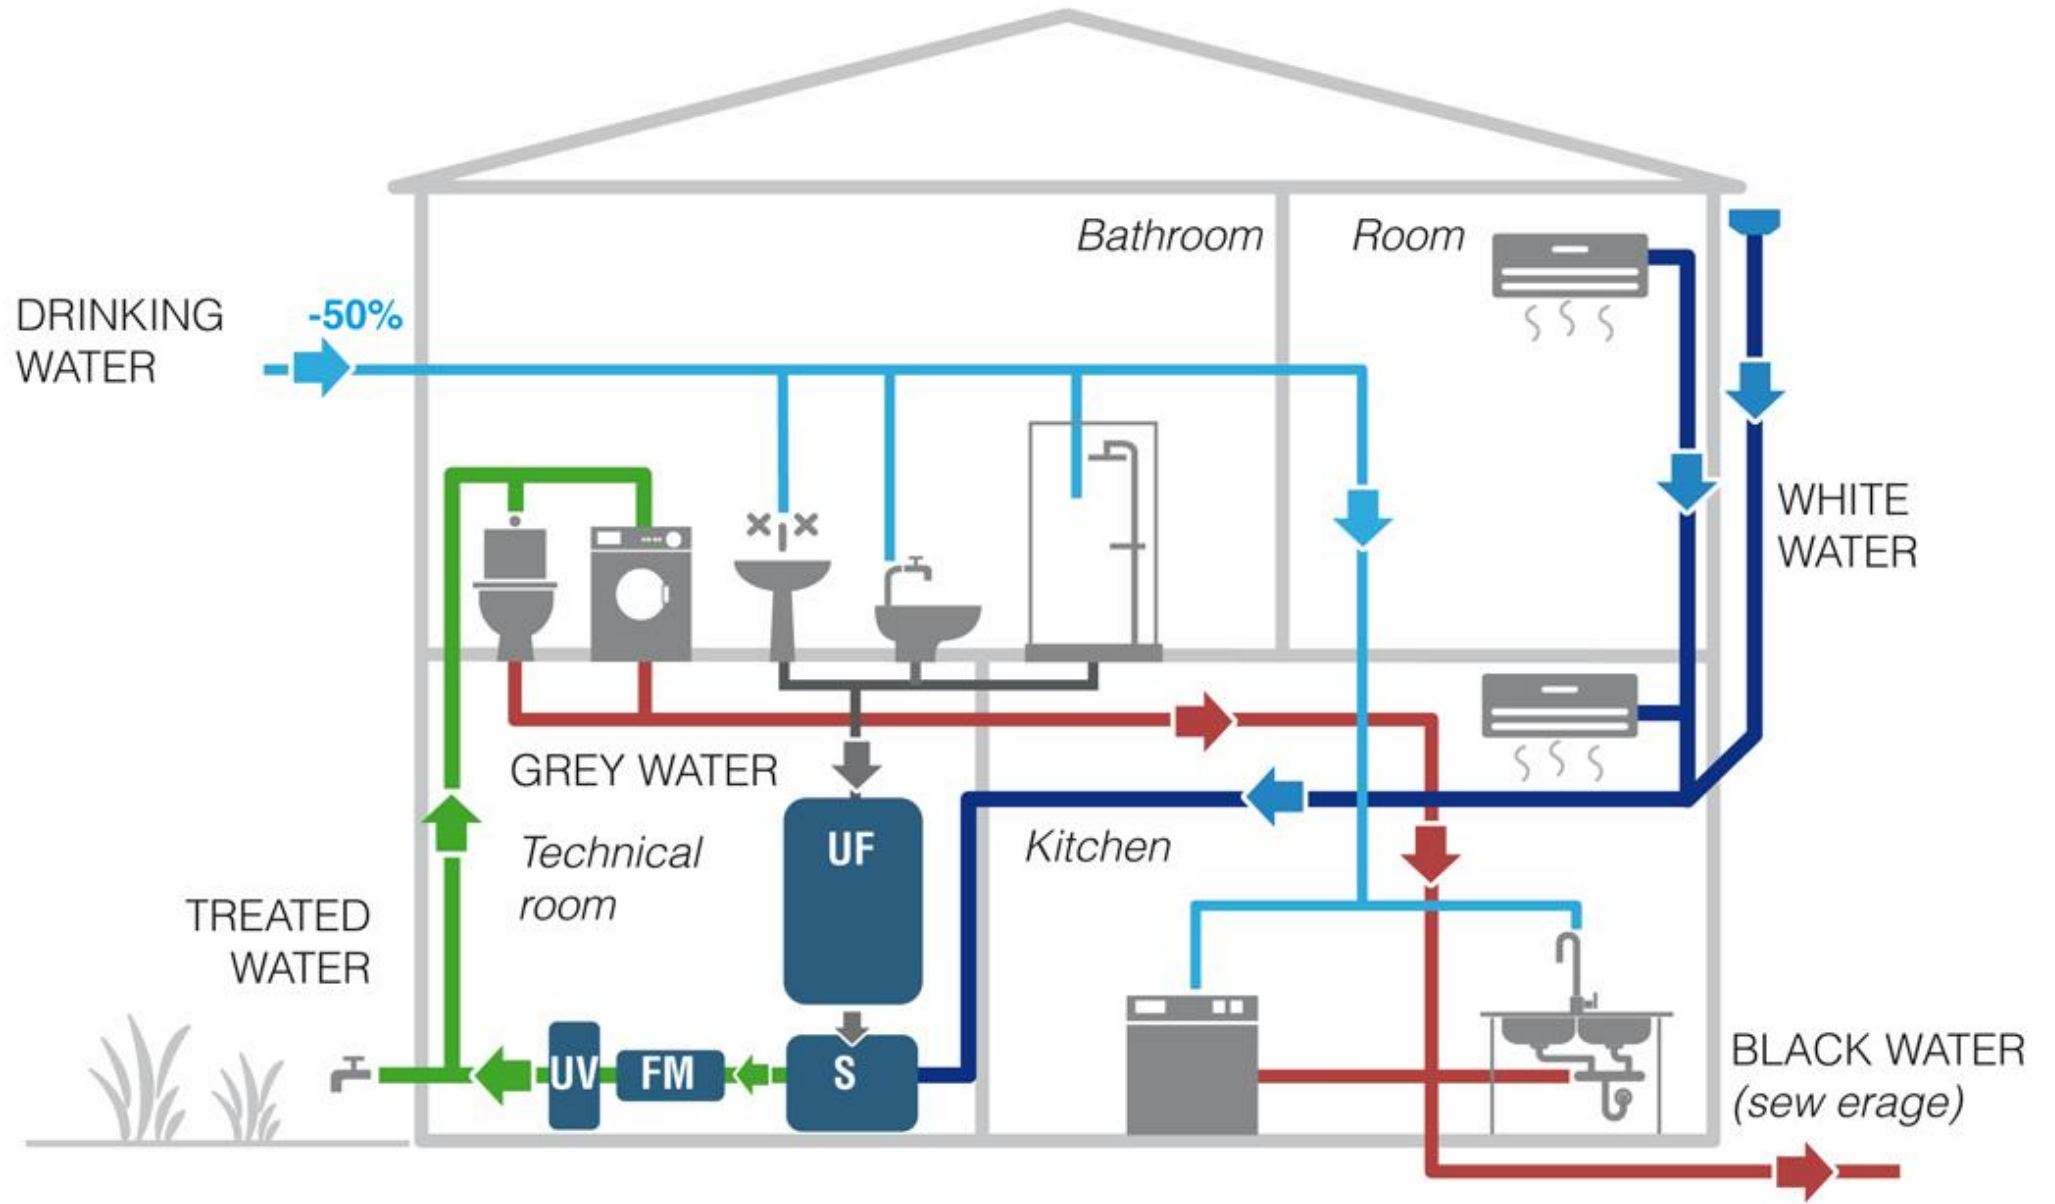 Bathroom
Room
DRINKING
WATER
-50%
WHITE
WATER
GREY WATER
Technical
room
UF
Kitchen
TREATED
WATER
UV
FM
S
BLACK WATER
(sew erage)